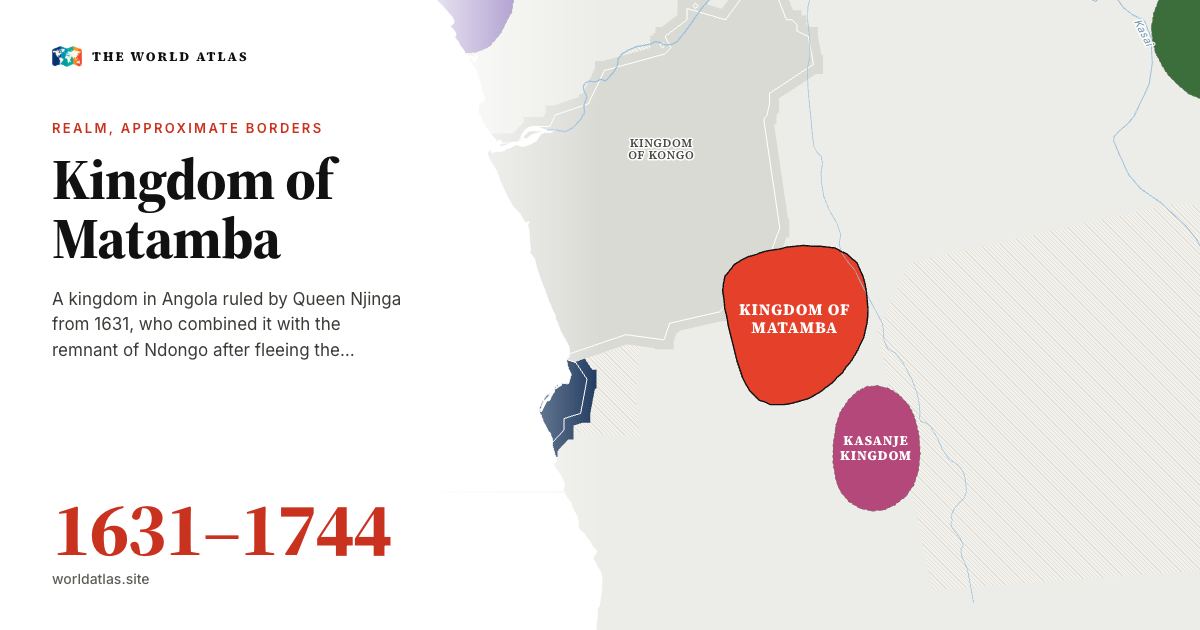 THE WORLD ATLAS
REALM, APPROXIMATE BORDERS
Kingdom of
Matamba
A kingdom in Angola ruled by Queen Njinga
from 1631, who combined it with the
remnant of Ndongo after fleeing the...
1631–1744
worldatlas.site
Kasai
KINGDOM
OF KONGO
KINGDOM OF
MATAMBA
KASANJE
KINGDOM